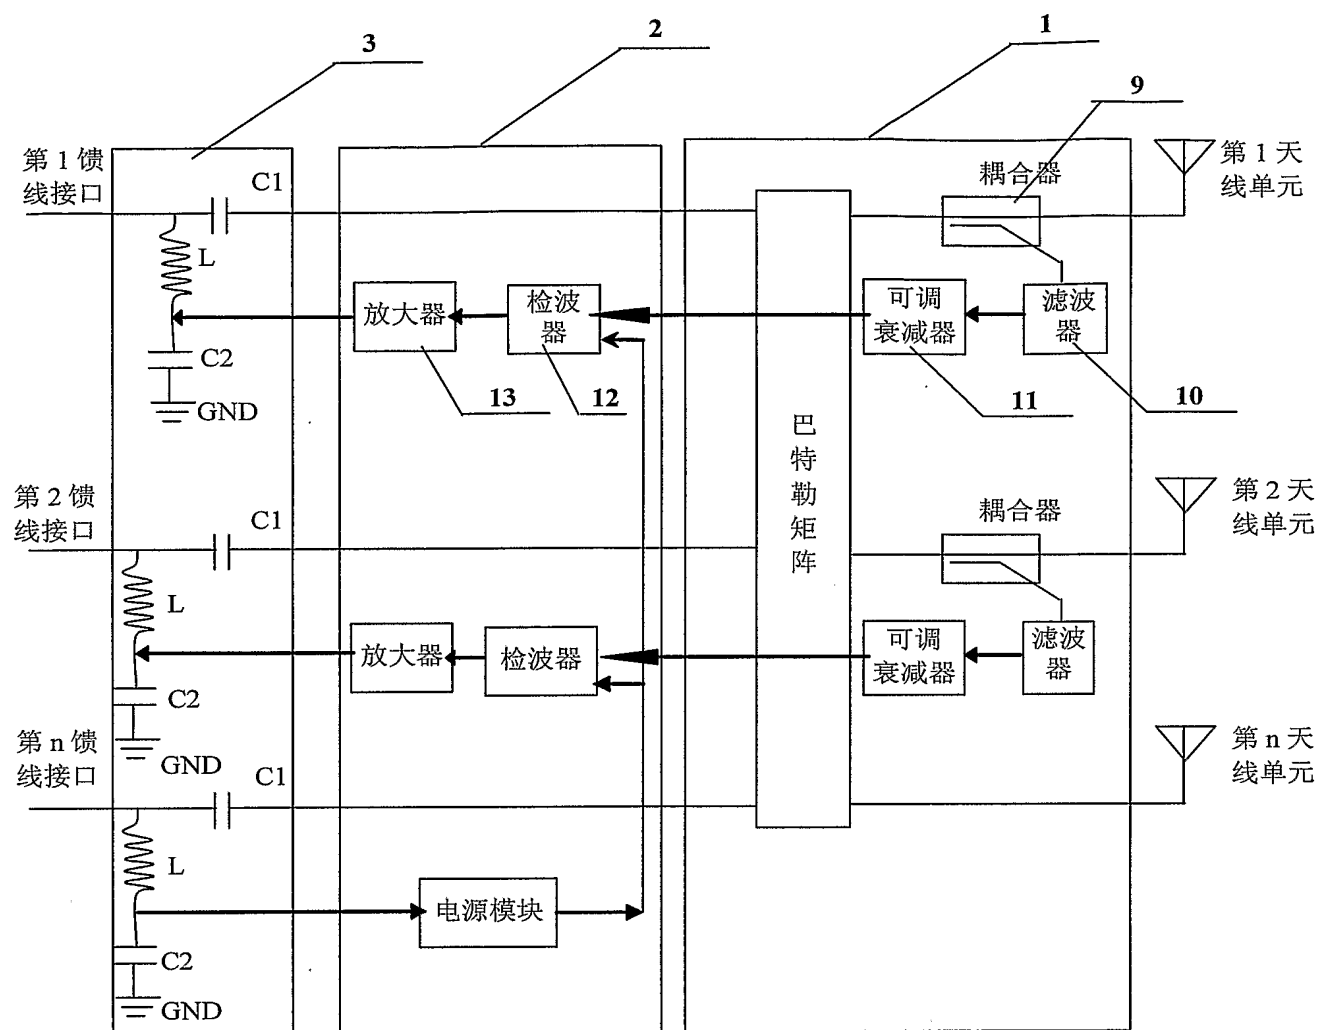 1
2
3
9
第 1 馈
线接口
C1
耦合器
第 1 天
线单元
L
放大器
检波
器
可调
衰减器
滤波
器
C2
13
12
11
10
GND
巴
特
勒
矩
阵
第 2 馈
线接口
C1
耦合器
第 2 天
线单元
L
放大器
检波器
可调
衰减器
滤波
器
C2
第 n 馈
线接口
GND
C1
第 n 天
线单元
L
电源模块
C2
GND